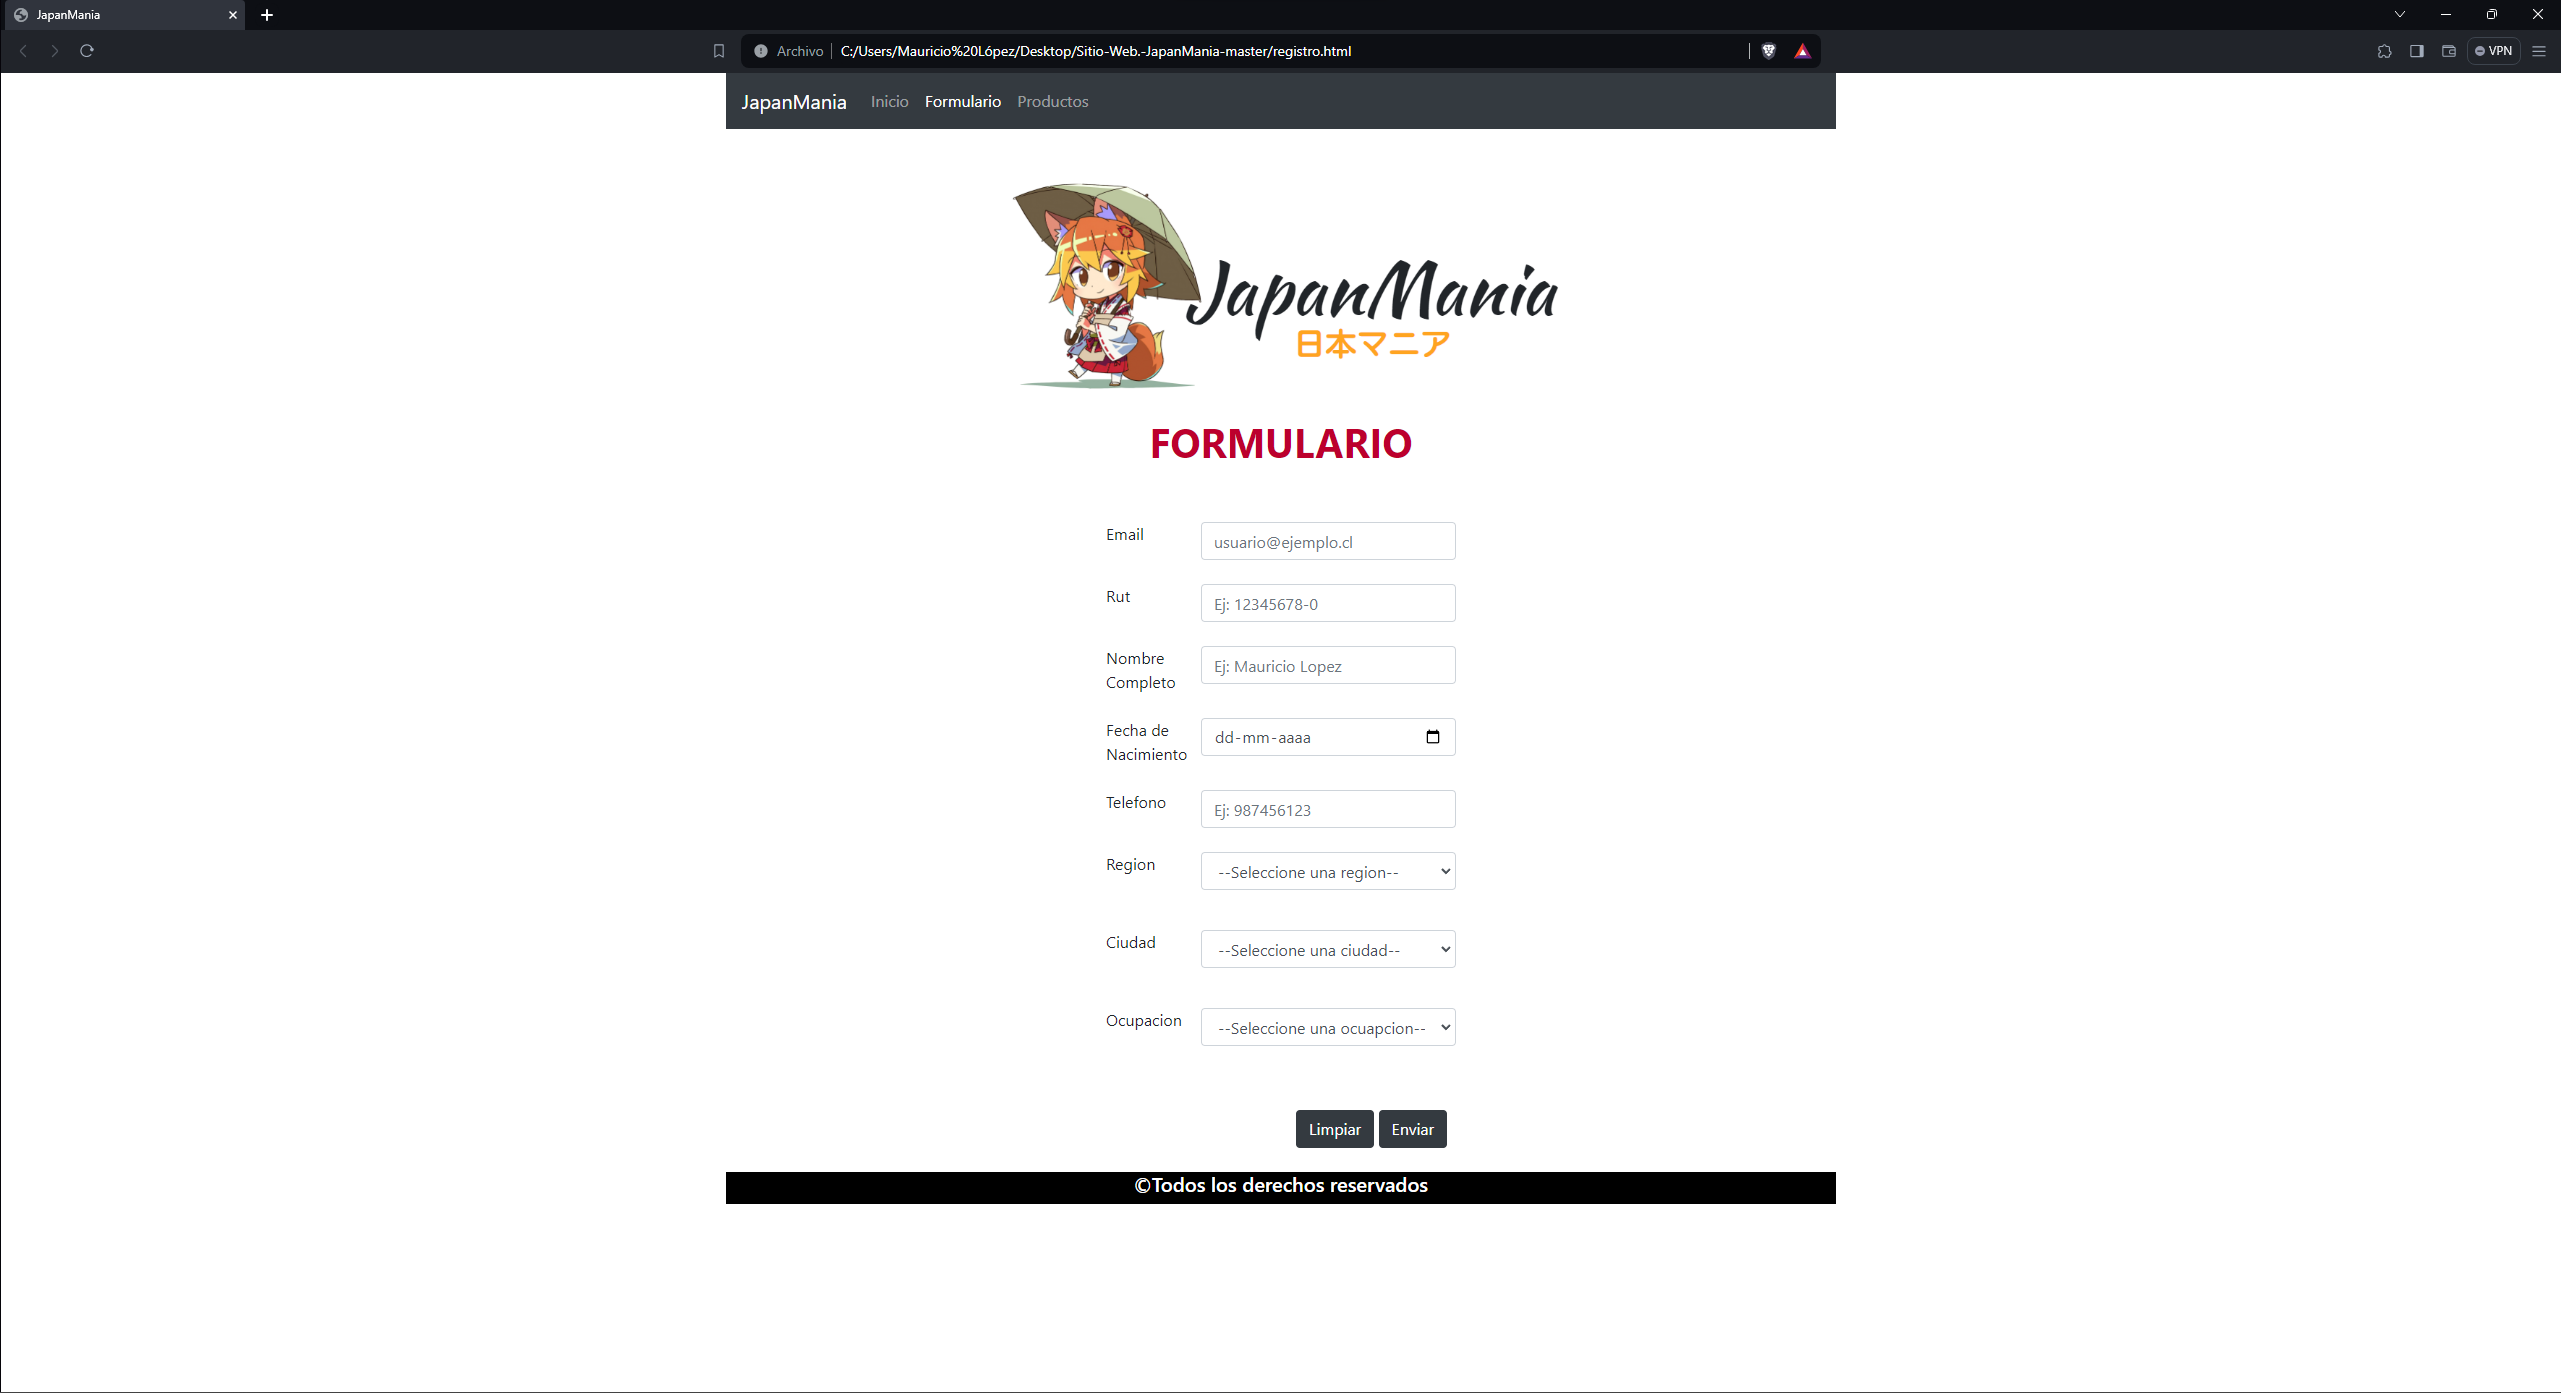 JapanMania
Archivo C:/Users/Mauricio%20López/Desktop/Sitio-Web.-JapanMania-master/registro.html
VPN
JapanMania Inicio Formulario Productos
JapanMania
日本マニア
FORMULARIO
Email usuario@ejemplo.cl
Rut Ej: 12345678-0
Nombre Ej: Mauricio Lopez
Completo
Fecha de dd-mm-aaaa
Nacimiento
Telefono Ej: 987456123
Region --Seleccione una region--
Ciudad --Seleccione una ciudad--
Ocupacion --Seleccione una ocuapcion--
Limpiar Enviar
©Todos los derechos reservados